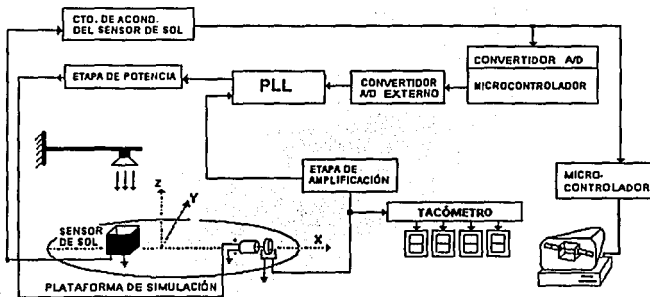 CTO. DE ACOND.
DEL SENSOR DE SOL
CONVERTIDOR A/D
MICROCONTROLADOR
ETAPA DE POTENCIA
PLL
CONVERTIDOR
A/D EXTERNO
ETAPA DE
AMPLIFICACIÓN
MICRO-
CONTROLADOR
TACÓMETRO
Z
Y
X
SENSOR
DE SOL
PLATAFORMA DE SIMULACIÓN